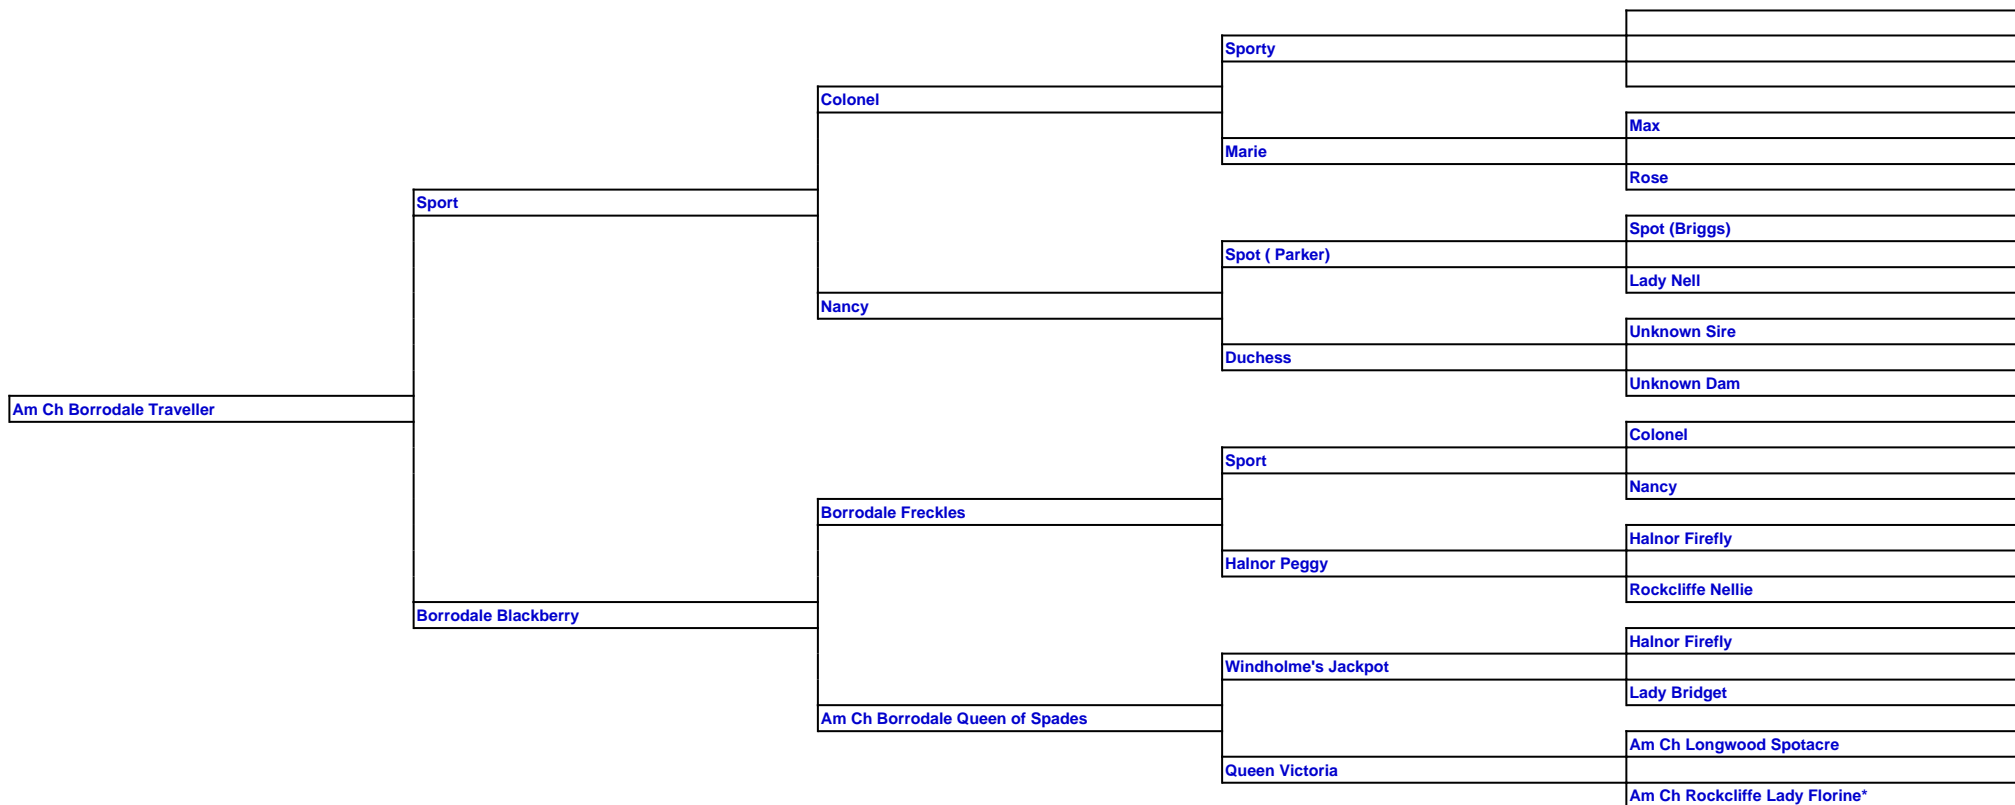 Sporty
Colonel
Max
Marie
Rose
Sport
Spot (Briggs)
Spot ( Parker)
Lady Nell
Nancy
Unknown Sire
Duchess
Unknown Dam
Am Ch Borrodale Traveller
Colonel
Sport
Nancy
Borrodale Freckles
Halnor Firefly
Halnor Peggy
Rockcliffe Nellie
Borrodale Blackberry
Halnor Firefly
Windholme's Jackpot
Lady Bridget
Am Ch Borrodale Queen of Spades
Am Ch Longwood Spotacre
Queen Victoria
Am Ch Rockcliffe Lady Florine*